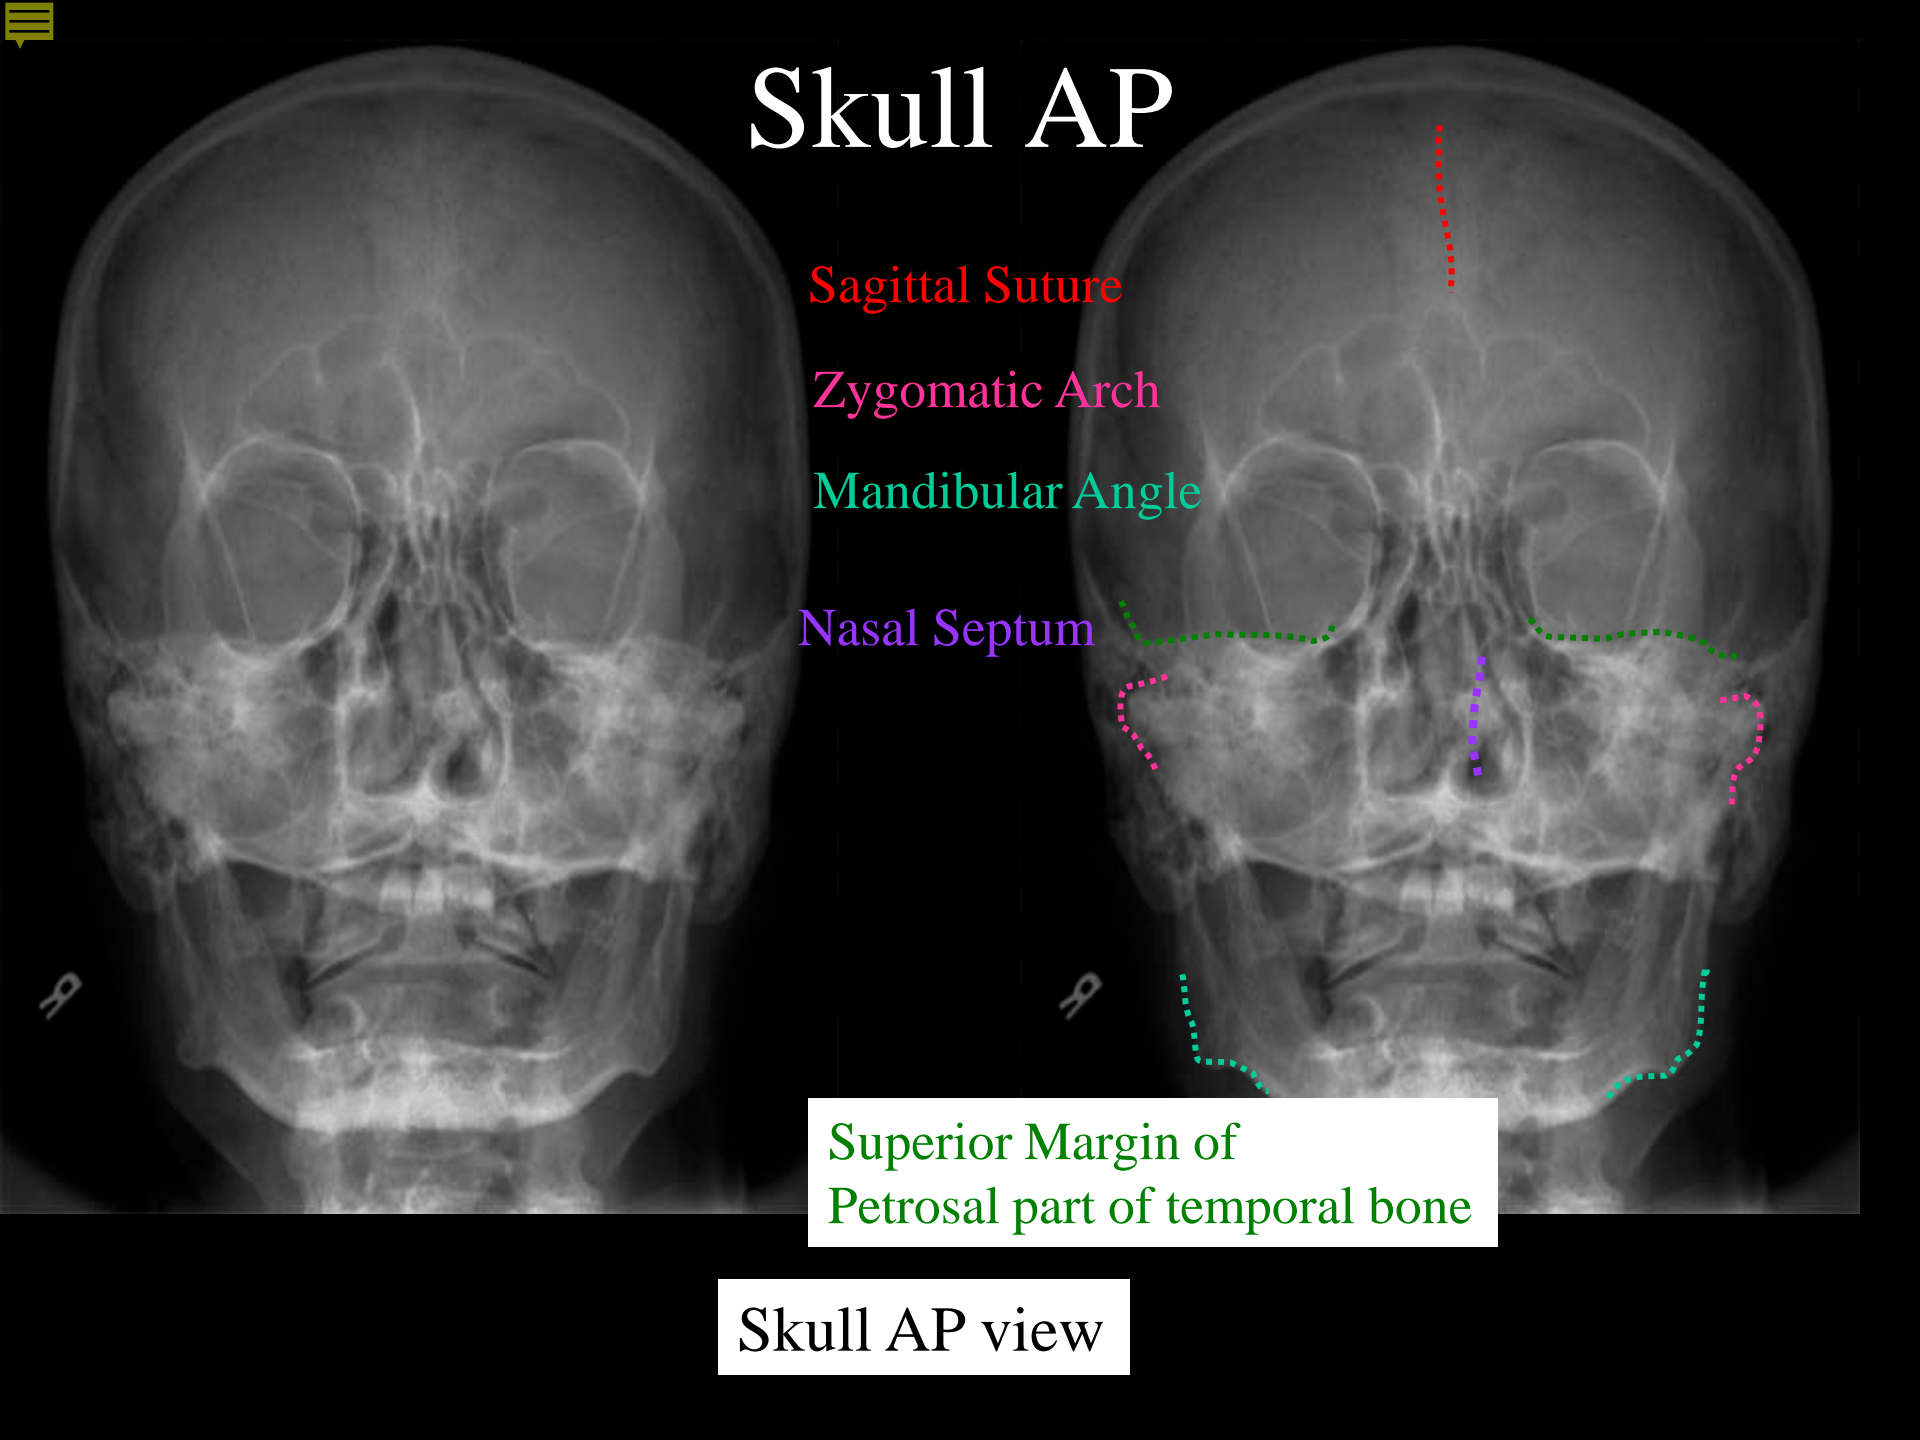 Skull AP
Sagittal Suture
Zygomatic Arch
Mandibular Angle
Nasal Septum
R
R
Superior Margin of
Petrosal part of temporal bone
Skull AP view